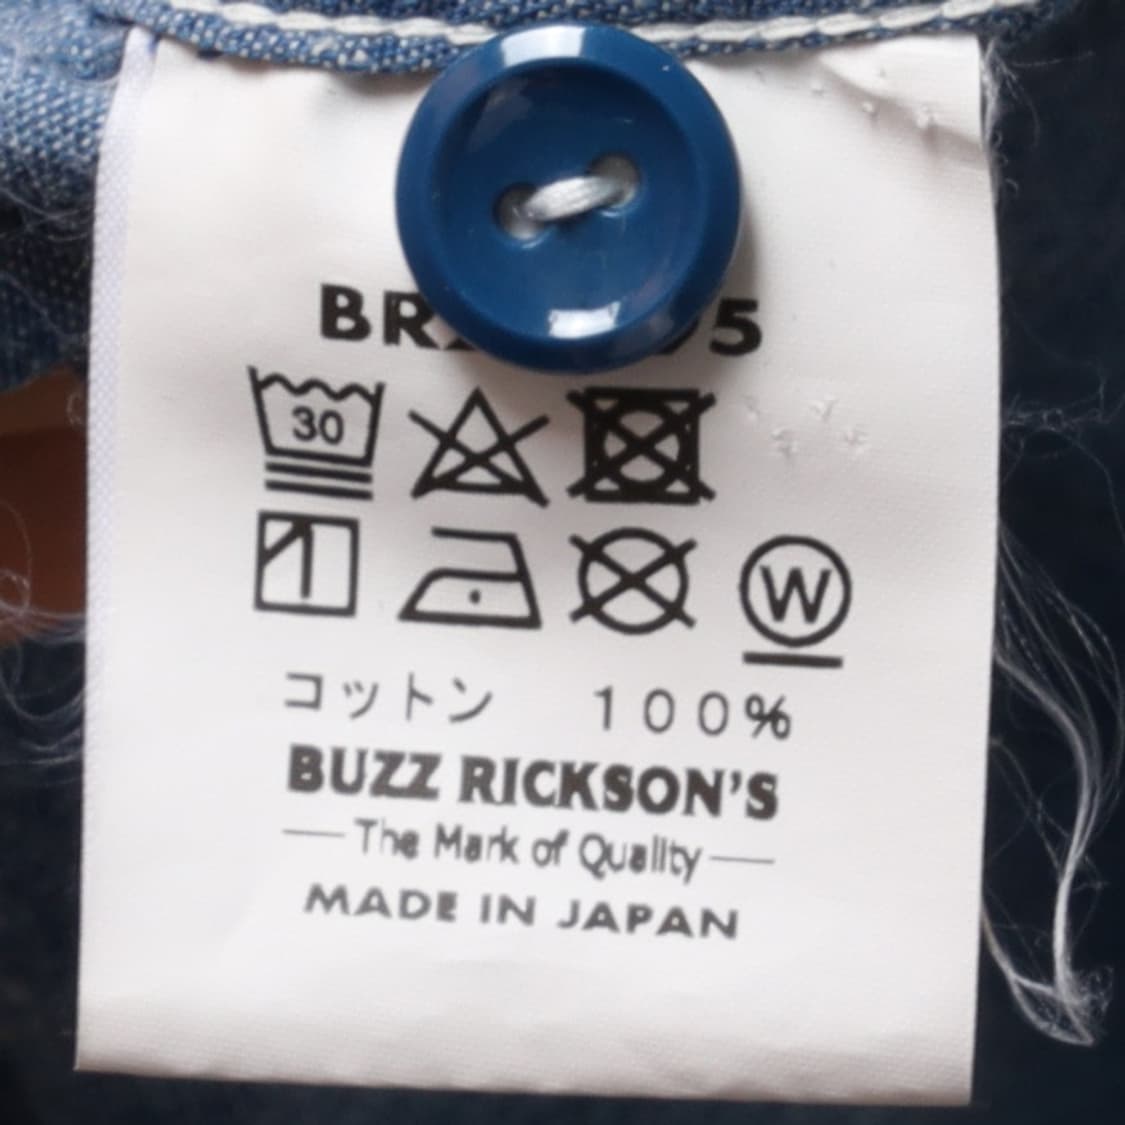 30
W
コットン 100%
BUZZ RICKSON'S
The Mark of Quality
MADE IN JAPAN